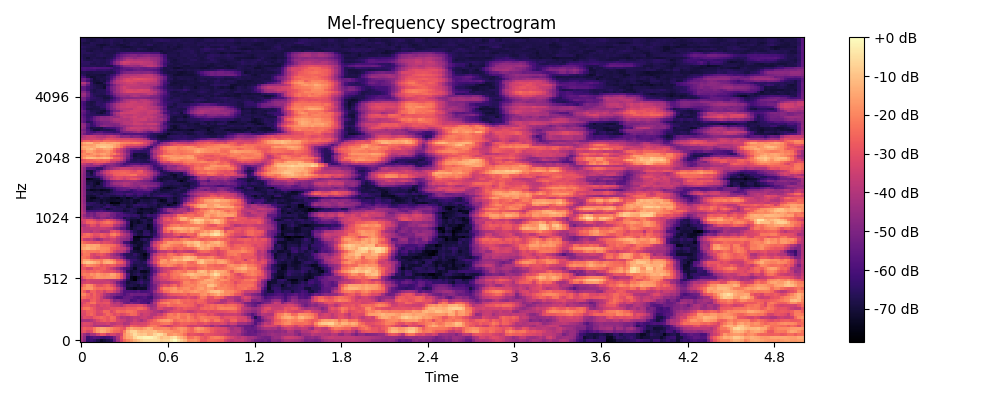 Mel-frequency spectrogram
+0 dB
-10 dB
-20 dB
-30 dB
-40 dB
-50 dB
-60 dB
-70 dB
Hz
4096
2048
1024
512
0
0 0.6 1.2 1.8 2.4 3 3.6 4.2 4.8
Time